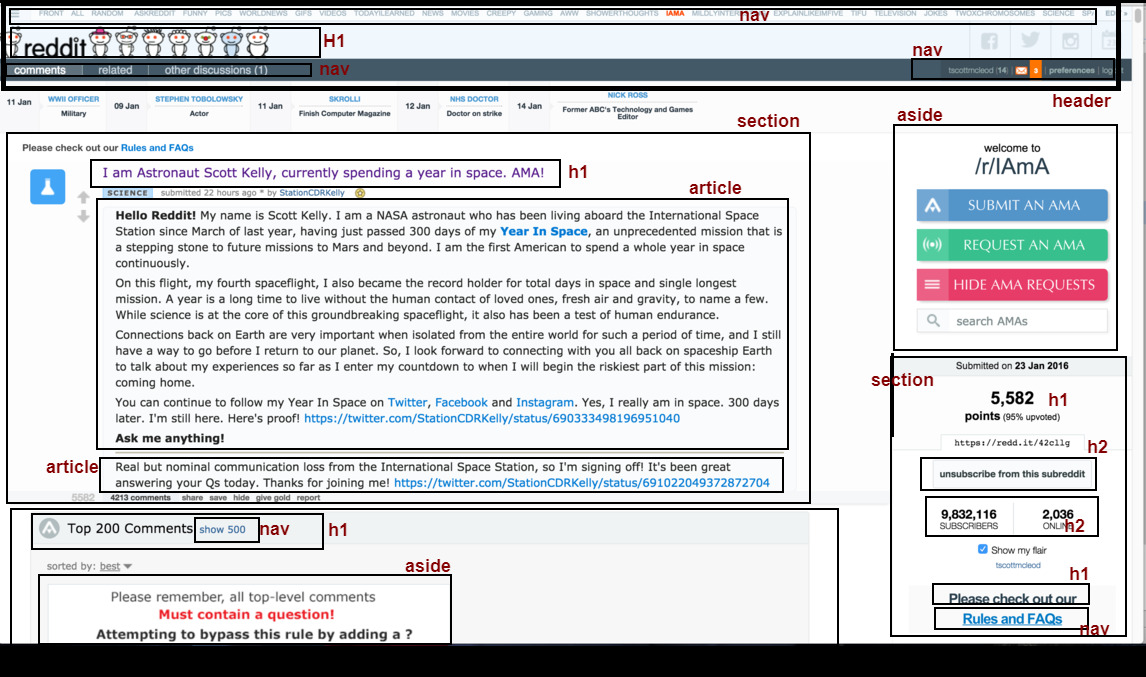 FRONT ALL RANDOM ASKREDDIT FUNNY PICS WORLDNEWS GIFS VIDEOS TODAYILEARNED NEWS MOVIES CREEPY GAMING AWW SHOWERTHOUGHTS IAMA nav EXPLAINLIKEIMFIVE TIFU TELEVISION JOKES TWOXCHROMOSOMES SCIENCE
reddit H1
nav
comments related other discussions (1) nav
tscottmcleod (14) 3 preferences
header
11 Jan WWII OFFICER Military 09 Jan STEPHEN TOBOLOWSKY Actor 11 Jan SKROLLI Finish Computer Magazine 12 Jan NHS DOCTOR Doctor on strike 14 Jan NICK ROSS Former ABC's Technology and Games Editor
section
aside
Please check out our Rules and FAQs
I am Astronaut Scott Kelly, currently spending a year in space. AMA! h1
SCIENCE submitted 22 hours ago * by StationCDRKelly
article
Hello Reddit! My name is Scott Kelly. I am a NASA astronaut who has been living aboard the International Space
Station since March of last year, having just passed 300 days of my Year In Space, an unprecedented mission that is
a stepping stone to future missions to Mars and beyond. I am the first American to spend a whole year in space
continuously.
On this flight, my fourth spaceflight, I also became the record holder for total days in space and single longest
mission. A year is a long time to live without the human contact of loved ones, fresh air and gravity, to name a few.
While science is at the core of this groundbreaking spaceflight, it also has been a test of human endurance.
Connections back on Earth are very important when isolated from the entire world for such a period of time, and I still
have a way to go before I return to our planet. So, I look forward to connecting with you all back on spaceship Earth
to talk about my experiences so far as I enter my countdown to when I will begin the riskiest part of this mission:
coming home.
You can continue to follow my Year In Space on Twitter, Facebook and Instagram. Yes, I really am in space. 300 days
later. I'm still here. Here's proof! https://twitter.com/StationCDRKelly/status/690333498196951040
Ask me anything!
article
Real but nominal communication loss from the International Space Station, so I'm signing off! It's been great
answering your Qs today. Thanks for joining me! https://twitter.com/StationCDRKelly/status/691022049372872704
5582 4213 comments share save hide give gold report
Top 200 Comments show 500 nav h1
sorted by: best
aside
Please remember, all top-level comments
Must contain a question!
Attempting to bypass this rule by adding a ?
welcome to
/r/IAmA
SUBMIT AN AMA
REQUEST AN AMA
HIDE AMA REQUESTS
search AMAs
Submitted on 23 Jan 2016
section
5,582 h1
points (95% upvoted)
https://redd.it/42cllg
h2
unsubscribe from this subreddit
9,832,116 2,036
SUBSCRIBERS h2
Show my flair
tscottmcleod
h1
Please check out our
Rules and FAQs
nav